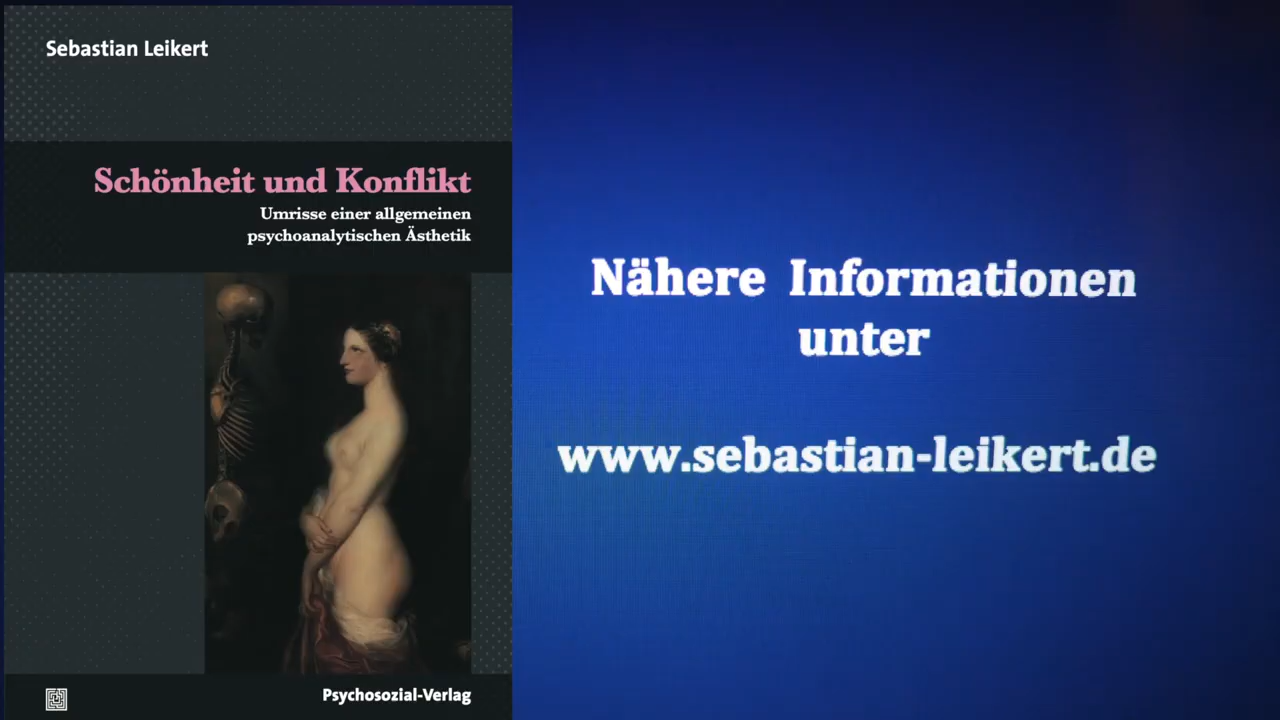 Sebastian Leikert
Schönheit und Konflikt
Umrisse einer allgemeinen
psychoanalytischen Ästhetik
Psychosozial-Verlag
Nähere Informationen
unter
www.sebastian-leikert.de